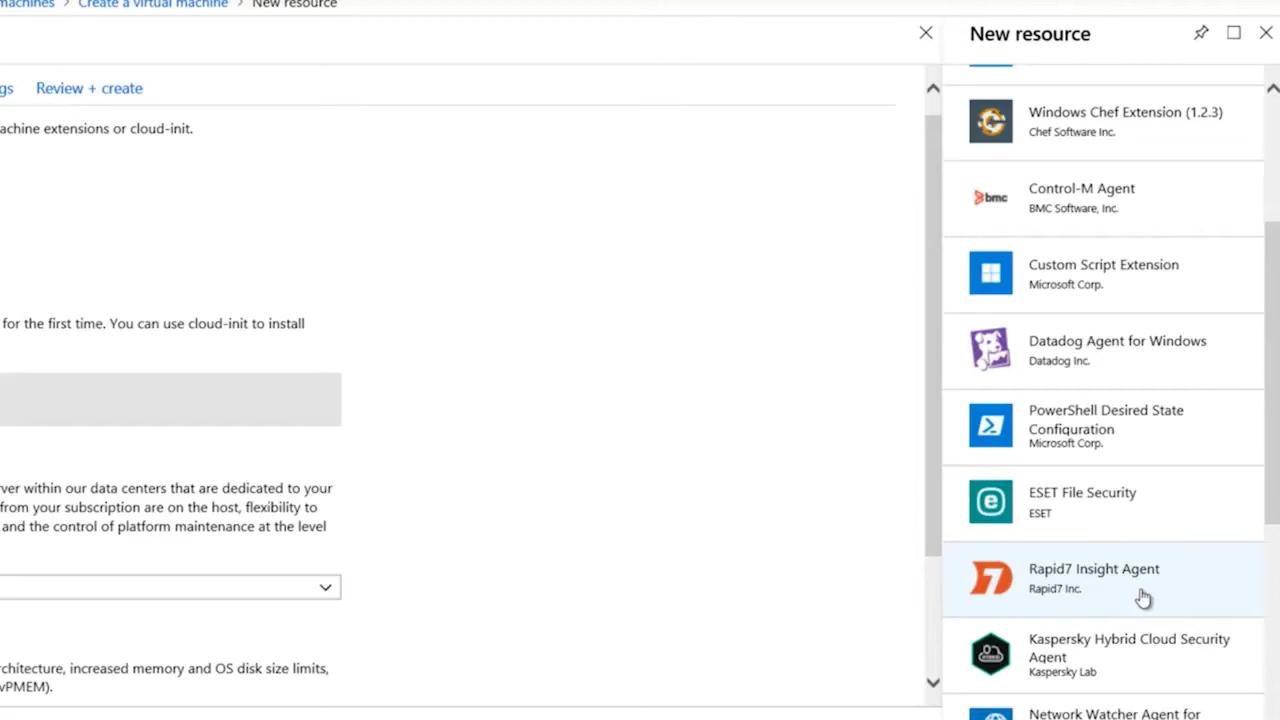 machines > Create a virtual machine > New resource
New resource
gs Review + create
achine extensions or cloud-init.
for the first time. You can use cloud-init to install
ver within our data centers that are dedicated to your
from your subscription are on the host, flexibility to
and the control of platform maintenance at the level
rchitecture, increased memory and OS disk size limits,
vPMEM).
Windows Chef Extension (1.2.3)
Chef Software Inc.
bmc
Control-M Agent
BMC Software, Inc.
Custom Script Extension
Microsoft Corp.
Datadog Agent for Windows
Datadog Inc.
PowerShell Desired State
Configuration
Microsoft Corp.
ESET File Security
ESET
Rapid7 Insight Agent
Rapid7 Inc.
Kaspersky Hybrid Cloud Security
Agent
Kaspersky Lab
Network Watcher Agent for